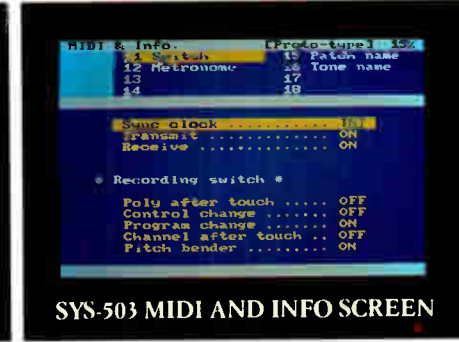 MIDI & Info. [Proto-type] 15%
11 Switch 15 Patch name
12 Metronome 16 Tone name
13 17
14 18
Sync clock ............ INT
Transmit .............. ON
Receive ............... ON
* Recording switch *
Poly after touch ..... OFF
Control change ....... OFF
Program change ....... ON
Channel after touch .. OFF
Pitch bender ......... ON
SYS-503 MIDI AND INFO SCREEN